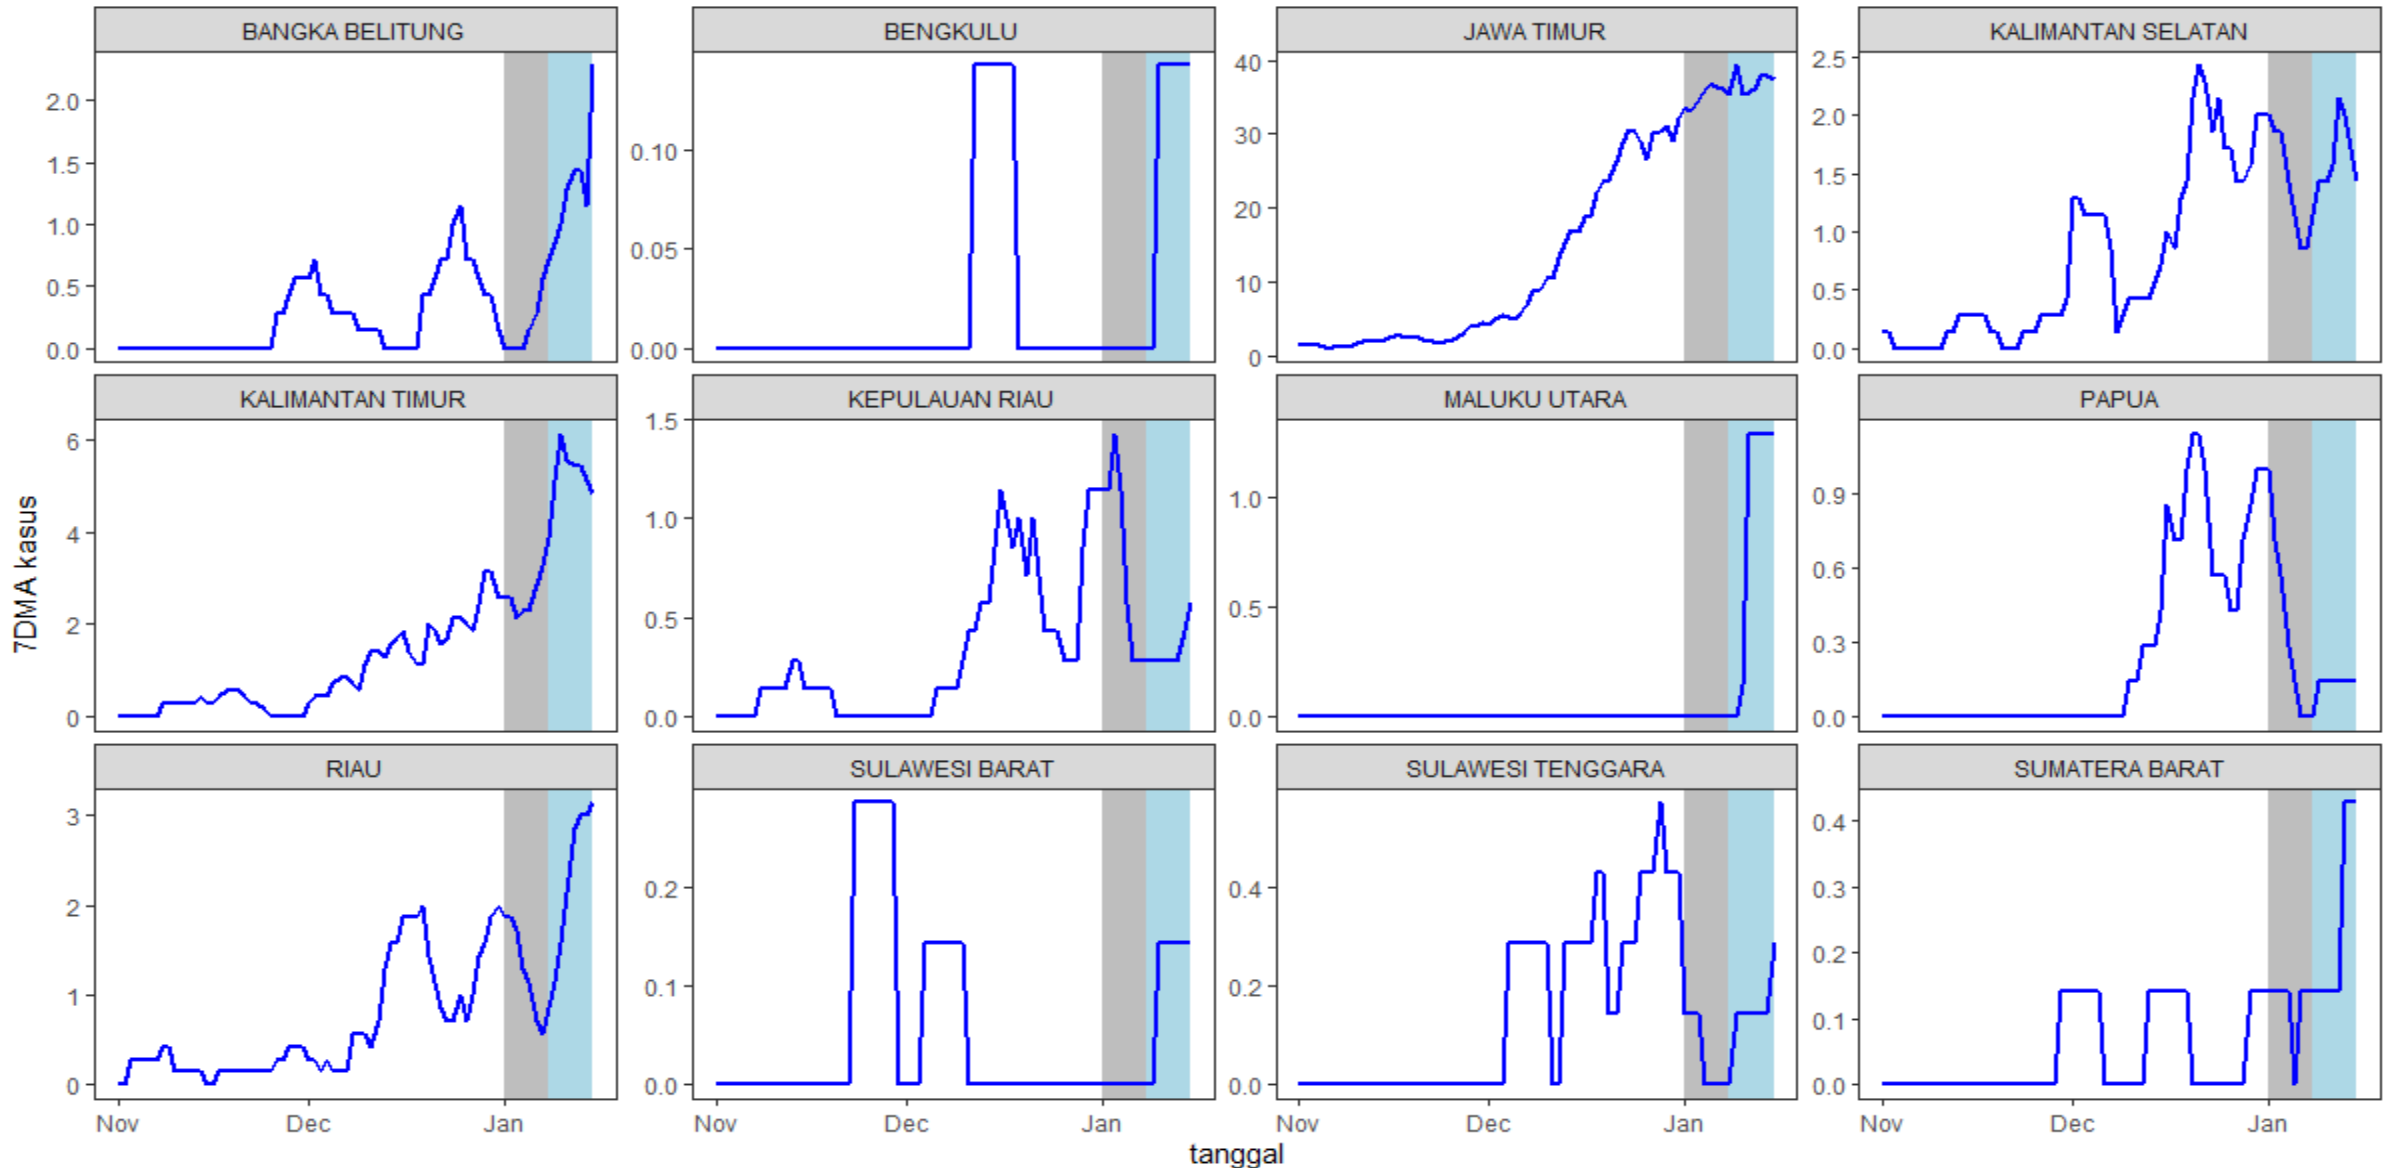 BANGKA BELITUNG
BENGKULU
JAWA TIMUR
KALIMANTAN SELATAN
2.0
1.5
1.0
0.5
0.0
0.10
0.05
0.00
40
30
20
10
0
2.5
2.0
1.5
1.0
0.5
0.0
KALIMANTAN TIMUR
KEPULAUAN RIAU
MALUKU UTARA
PAPUA
6
4
2
0
1.5
1.0
0.5
0.0
1.0
0.5
0.0
0.9
0.6
0.3
0.0
7DMA kasus
RIAU
SULAWESI BARAT
SULAWESI TENGGARA
SUMATERA BARAT
3
2
1
0
0.2
0.1
0.0
0.4
0.2
0.0
0.4
0.3
0.2
0.1
0.0
Nov Dec Jan
Nov Dec Jan
Nov Dec Jan
Nov Dec Jan
tanggal